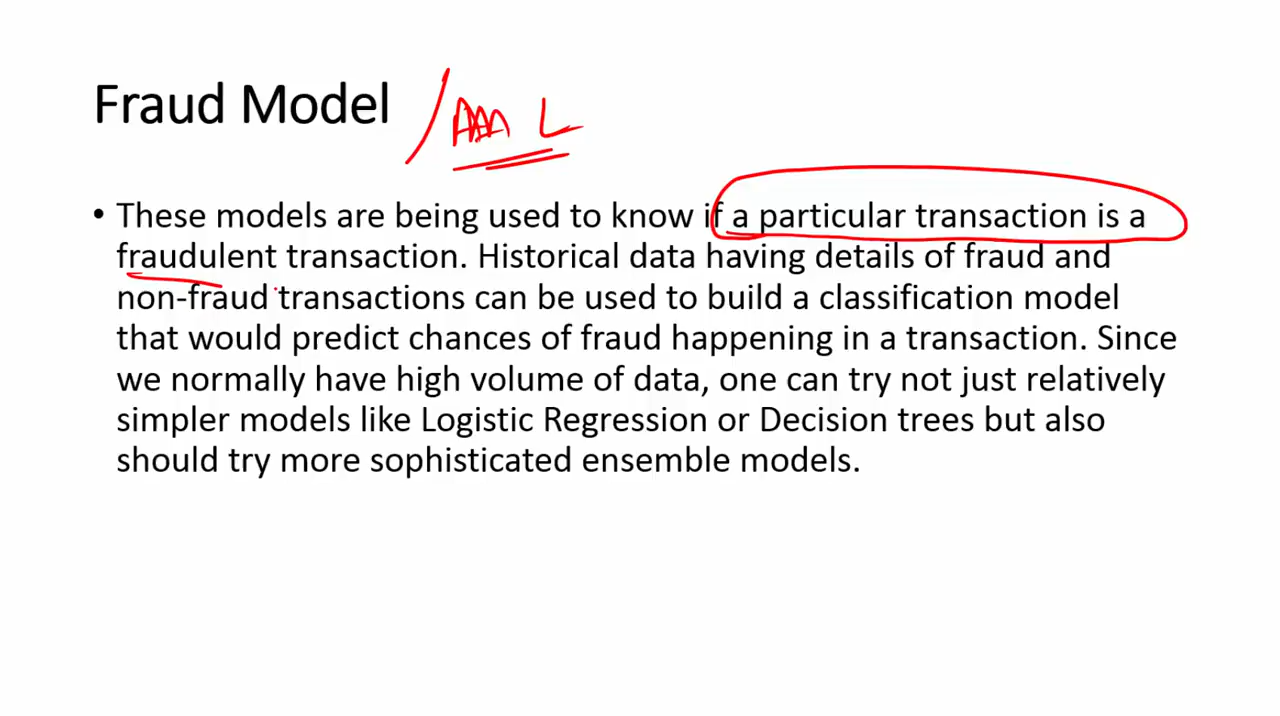 Fraud Model / AML
• These models are being used to know if a particular transaction is a
fraudulent transaction. Historical data having details of fraud and
non-fraud transactions can be used to build a classification model
that would predict chances of fraud happening in a transaction. Since
we normally have high volume of data, one can try not just relatively
simpler models like Logistic Regression or Decision trees but also
should try more sophisticated ensemble models.